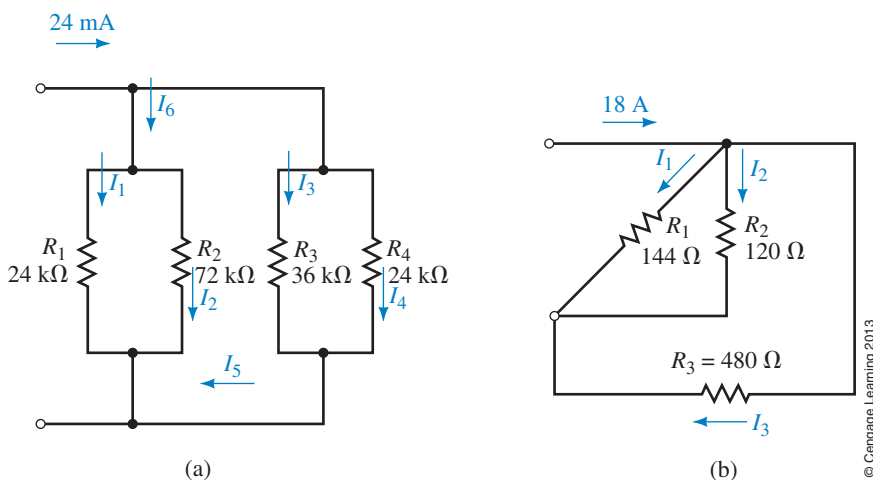 24 mA
I6
I1
I3
R1
24 kΩ
R2
72 kΩ
R3
36 kΩ
R4
24 kΩ
I2
I4
I5
(a)
18 A
I1
I2
R1
144 Ω
R2
120 Ω
R3 = 480 Ω
I3
(b)
© Cengage Learning 2013